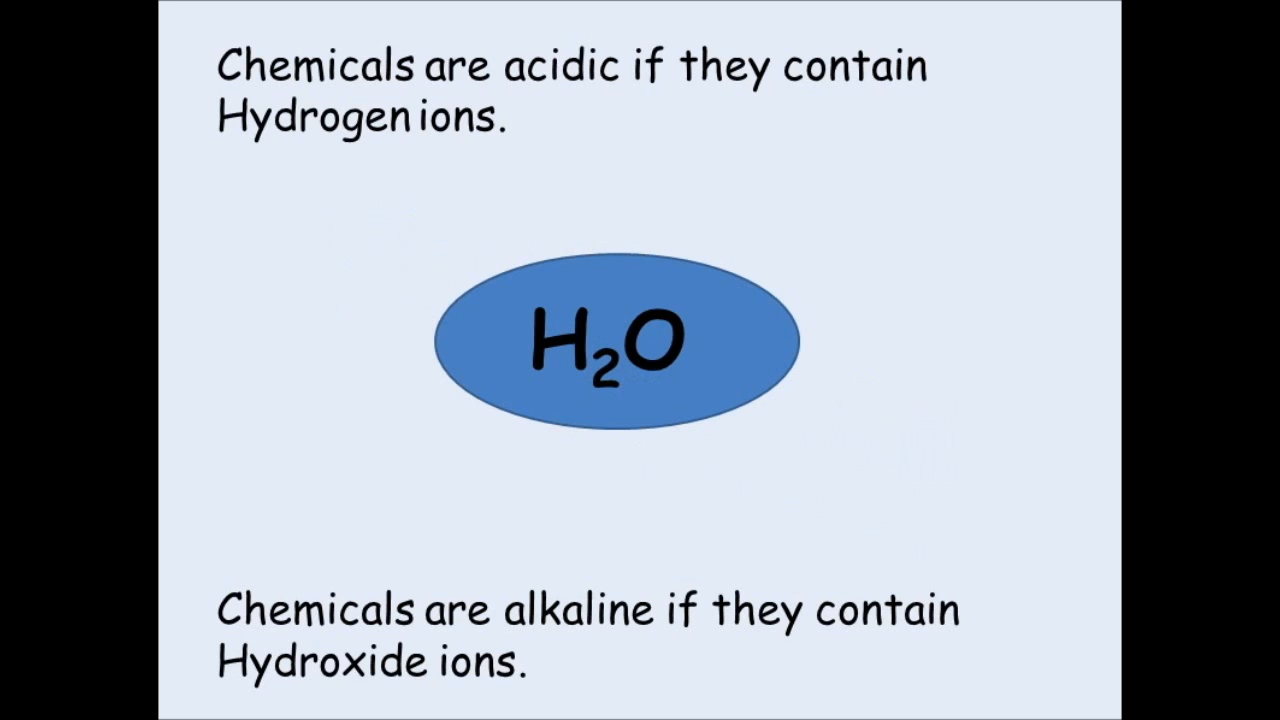 Chemicals are acidic if they contain
Hydrogen ions.
H₂O
Chemicals are alkaline if they contain
Hydroxide ions.